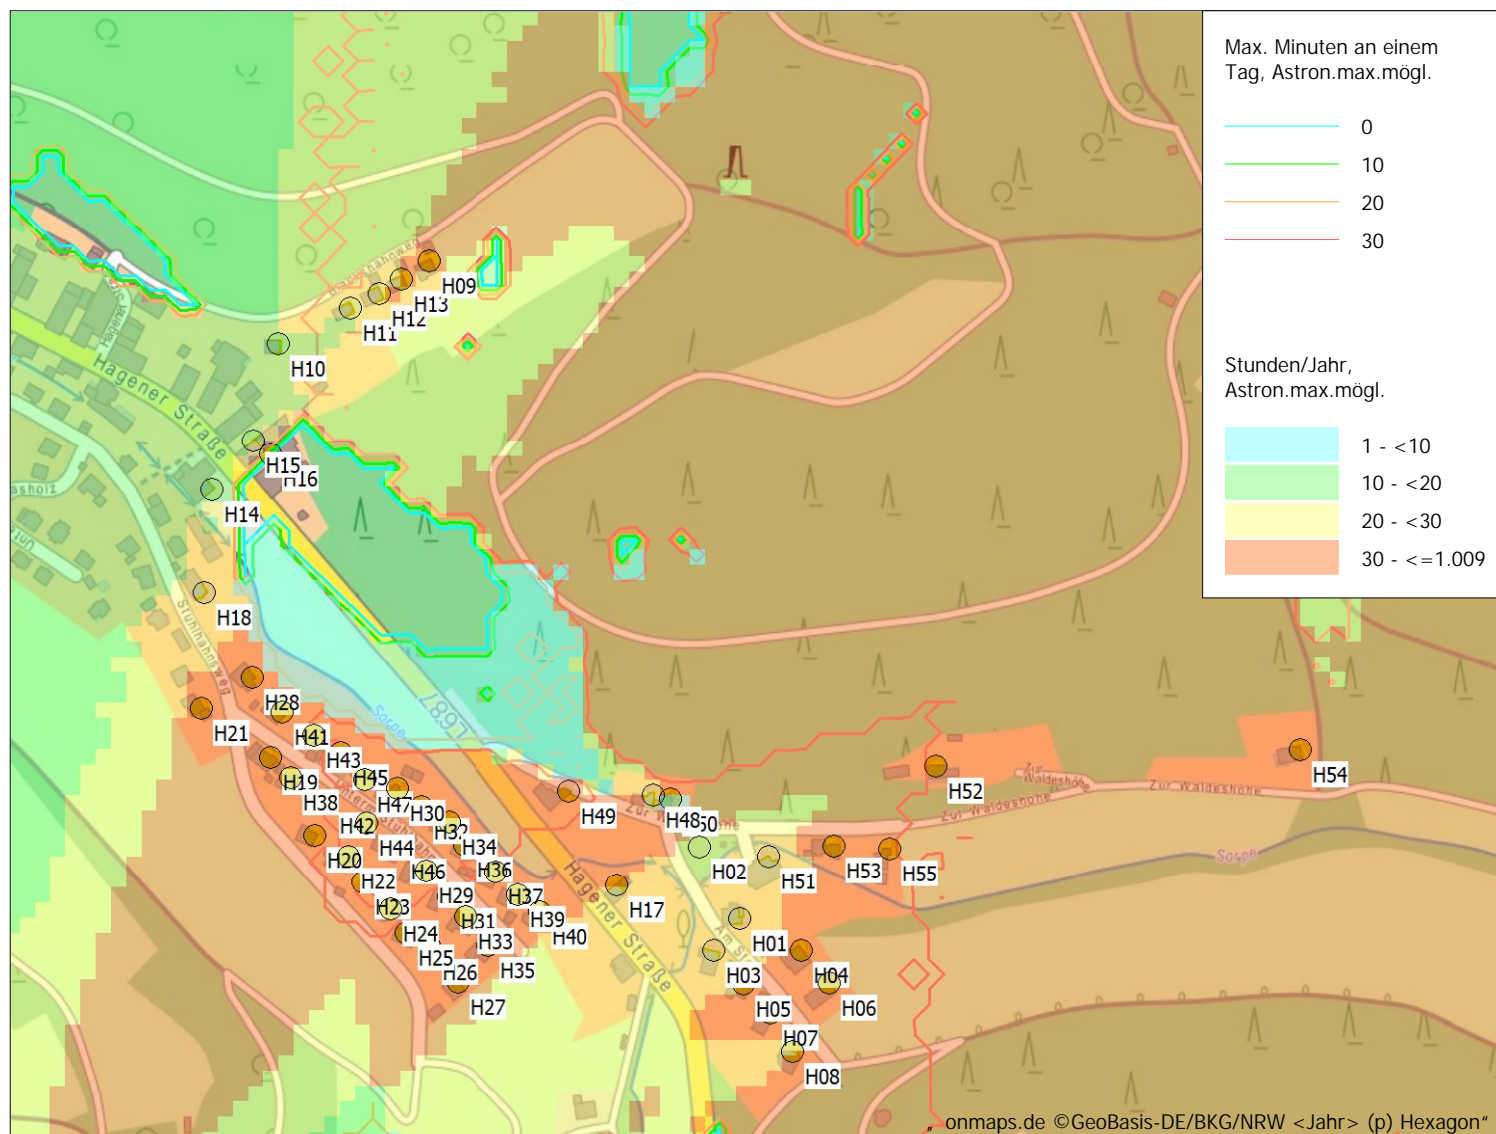 Max. Minuten an einem
Tag, Astron.max.mögl.
0
10
20
30
Stunden/Jahr,
Astron.max.mögl.
1 - <10
10 - <20
20 - <30
30 - <=1.009
H09
H13
H12
H11
H10
Hagener Straße
H15
H16
H14
H18
Stuhlhahnsweg
L697
Sorpe
H28
H21
H41
H43
H19
H45
H38
H47
H30
H42
H32
H44
H34
H20
H46
H36
H22
H29
H37
H23
H31
H39
H24
H33
H40
H25
H35
H26
H27
H49
H48
H17
Hagener Straße
H02
H51
H53
H55
H52
H54
Zur
Waldeshöhe
Zur Waldeshöhe
Zur Waldeshöhe
Sorpe
H01
H03
H04
H05
H06
H07
H08
„ onmaps.de ©GeoBasis-DE/BKG/NRW <Jahr> (p) Hexagon“